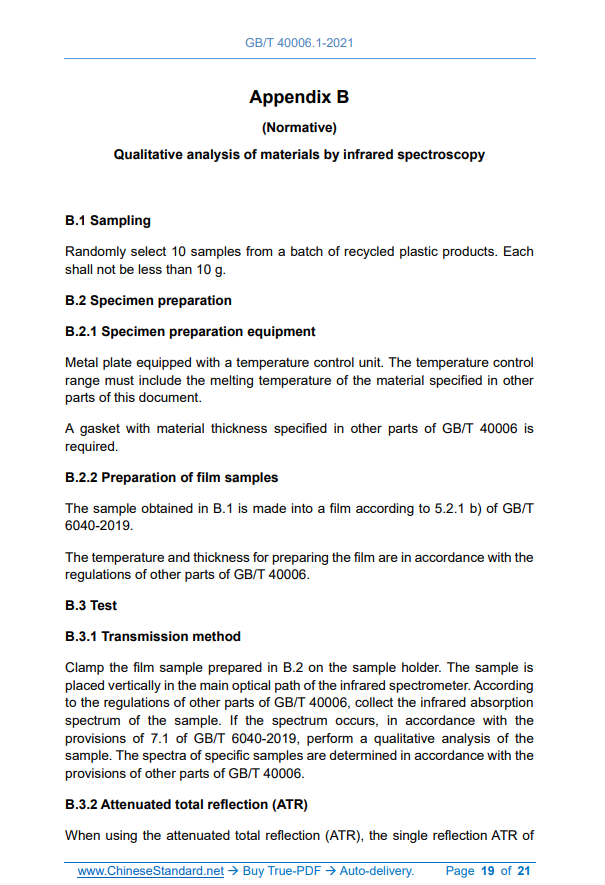 GB/T 40006.1-2021
Appendix B
(Normative)
Qualitative analysis of materials by infrared spectroscopy
B.1 Sampling
Randomly select 10 samples from a batch of recycled plastic products. Each
shall not be less than 10 g.
B.2 Specimen preparation
B.2.1 Specimen preparation equipment
Metal plate equipped with a temperature control unit. The temperature control
range must include the melting temperature of the material specified in other
parts of this document.
A gasket with material thickness specified in other parts of GB/T 40006 is
required.
B.2.2 Preparation of film samples
The sample obtained in B.1 is made into a film according to 5.2.1 b) of GB/T
6040-2019.
The temperature and thickness for preparing the film are in accordance with the
regulations of other parts of GB/T 40006.
B.3 Test
B.3.1 Transmission method
Clamp the film sample prepared in B.2 on the sample holder. The sample is
placed vertically in the main optical path of the infrared spectrometer. According
to the regulations of other parts of GB/T 40006, collect the infrared absorption
spectrum of the sample. If the spectrum occurs, in accordance with the
provisions of 7.1 of GB/T 6040-2019, perform a qualitative analysis of the
sample. The spectra of specific samples are determined in accordance with the
provisions of other parts of GB/T 40006.
B.3.2 Attenuated total reflection (ATR)
When using the attenuated total reflection (ATR), the single reflection ATR of
www.ChineseStandard.net → Buy True-PDF → Auto-delivery. Page 19 of 21